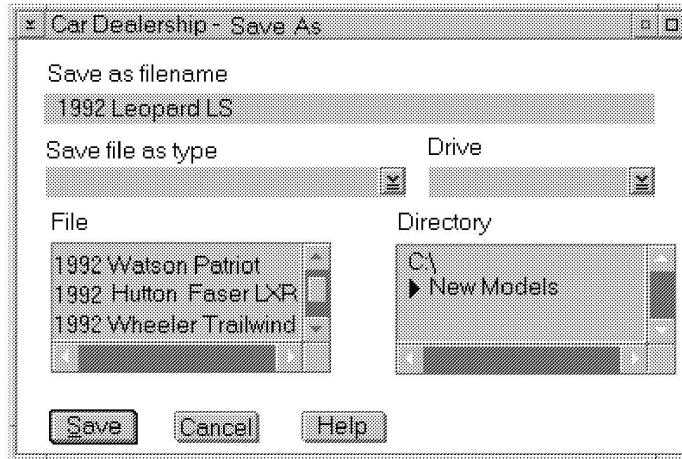 Car Dealership - Save As
Save as filename
1992 Leopard LS
Save file as type
Drive
File
Directory
1992 Watson Patriot
1992 Hutton Faser LXR
1992 Wheeler Trailwind
C:\
New Models
Save
Cancel
Help